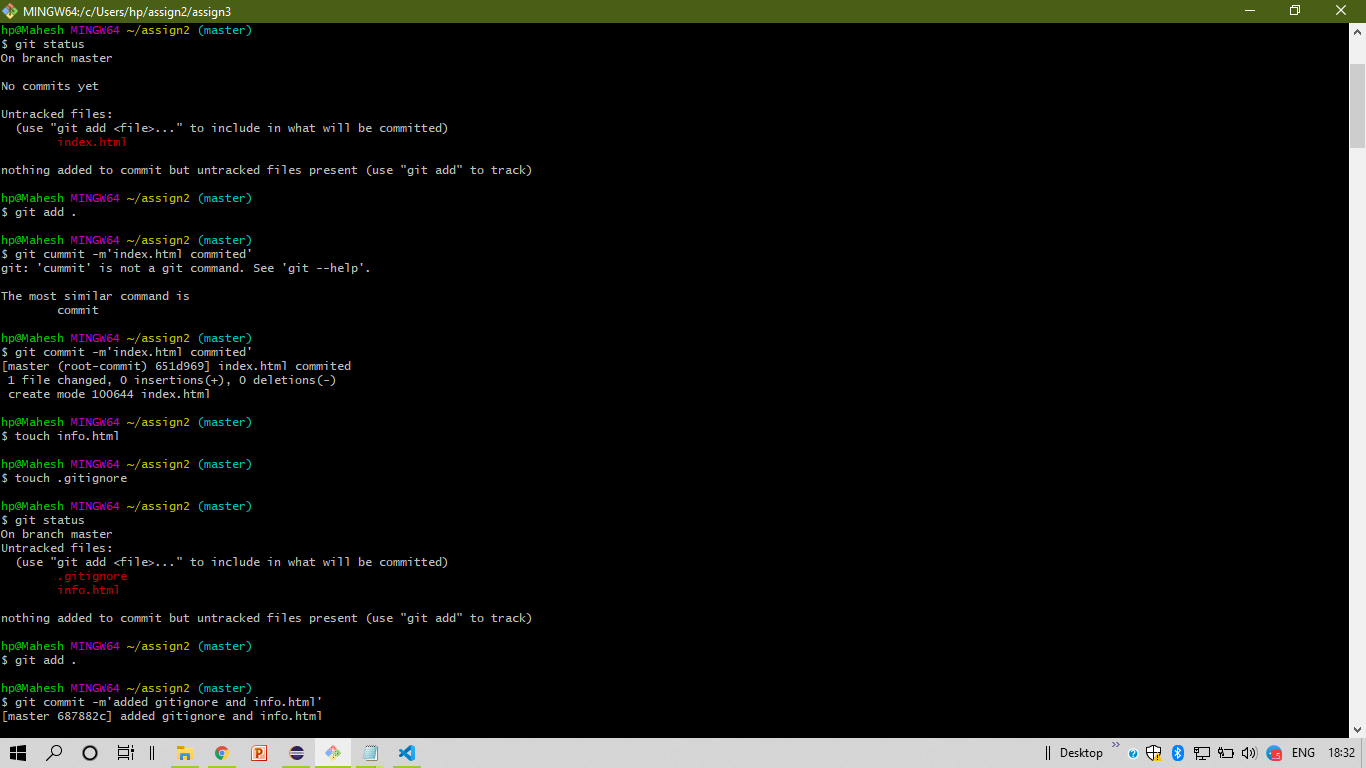 MINGW64:/c/Users/hp/assign2/assign3
hp@Mahesh MINGW64 ~/assign2 (master)
$ git status
On branch master
No commits yet
Untracked files:
  (use "git add <file>..." to include in what will be committed)
        index.html
nothing added to commit but untracked files present (use "git add" to track)
hp@Mahesh MINGW64 ~/assign2 (master)
$ git add .
hp@Mahesh MINGW64 ~/assign2 (master)
$ git cummit -m'index.html commited'
git: 'cummit' is not a git command. See 'git --help'.
The most similar command is
        commit
hp@Mahesh MINGW64 ~/assign2 (master)
$ git commit -m'index.html commited'
[master (root-commit) 651d969] index.html commited
 1 file changed, 0 insertions(+), 0 deletions(-)
 create mode 100644 index.html
hp@Mahesh MINGW64 ~/assign2 (master)
$ touch info.html
hp@Mahesh MINGW64 ~/assign2 (master)
$ touch .gitignore
hp@Mahesh MINGW64 ~/assign2 (master)
$ git status
On branch master
Untracked files:
  (use "git add <file>..." to include in what will be committed)
        .gitignore
        info.html
nothing added to commit but untracked files present (use "git add" to track)
hp@Mahesh MINGW64 ~/assign2 (master)
$ git add .
hp@Mahesh MINGW64 ~/assign2 (master)
$ git commit -m'added gitignore and info.html'
[master 687882c] added gitignore and info.html
Desktop ENG 18:32